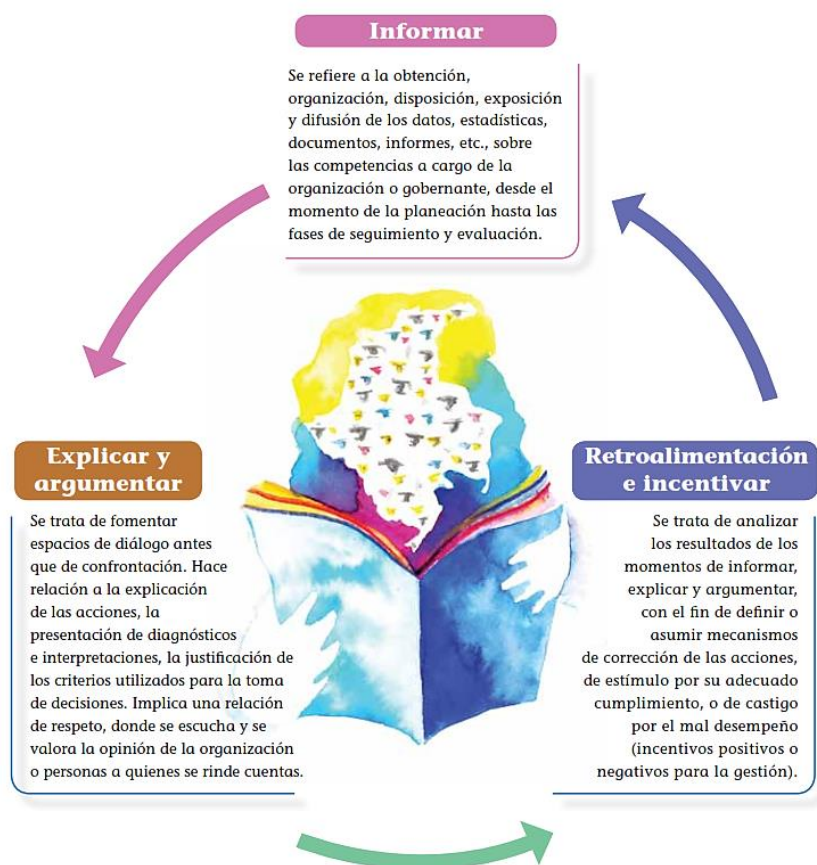 Informar
Se refiere a la obtención,
organización, disposición, exposición
y difusión de los datos, estadísticas,
documentos, informes, etc., sobre
las competencias a cargo de la
organización o gobernante, desde el
momento de la planeación hasta las
fases de seguimiento y evaluación.
Explicar y
argumentar
Se trata de fomentar
espacios de diálogo antes
que de confrontación. Hace
relación a la explicación
de las acciones, la
presentación de diagnósticos
e interpretaciones, la justificación de
los criterios utilizados para la toma
de decisiones. Implica una relación
de respeto, donde se escucha y se
valora la opinión de la organización
o personas a quienes se rinde cuentas.
Retroalimentación
e incentivar
Se trata de analizar
los resultados de los
momentos de informar,
explicar y argumentar,
con el fin de definir o
asumir mecanismos
de corrección de las acciones,
de estímulo por su adecuado
cumplimiento, o de castigo
por el mal desempeño
(incentivos positivos o
negativos para la gestión).